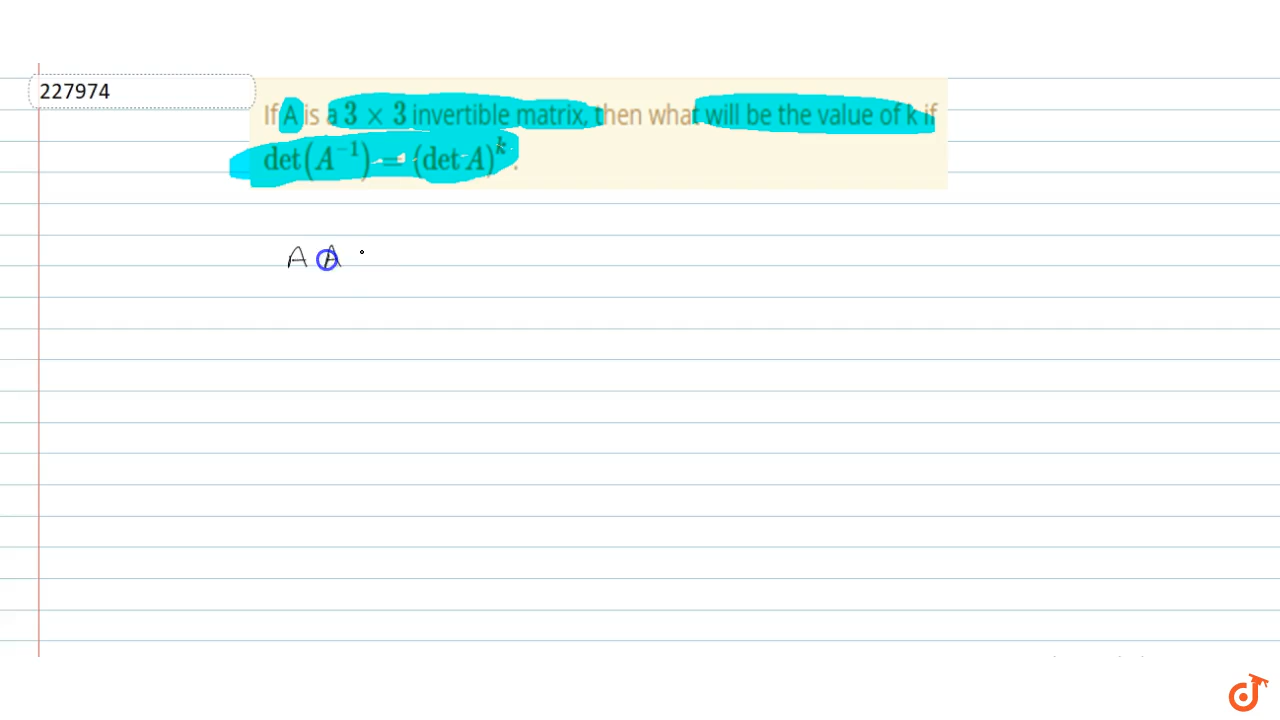 227974
If A is a 3 × 3 invertible matrix, then what will be the value of k if
det(A⁻¹) = (det A)ᵏ .
A A